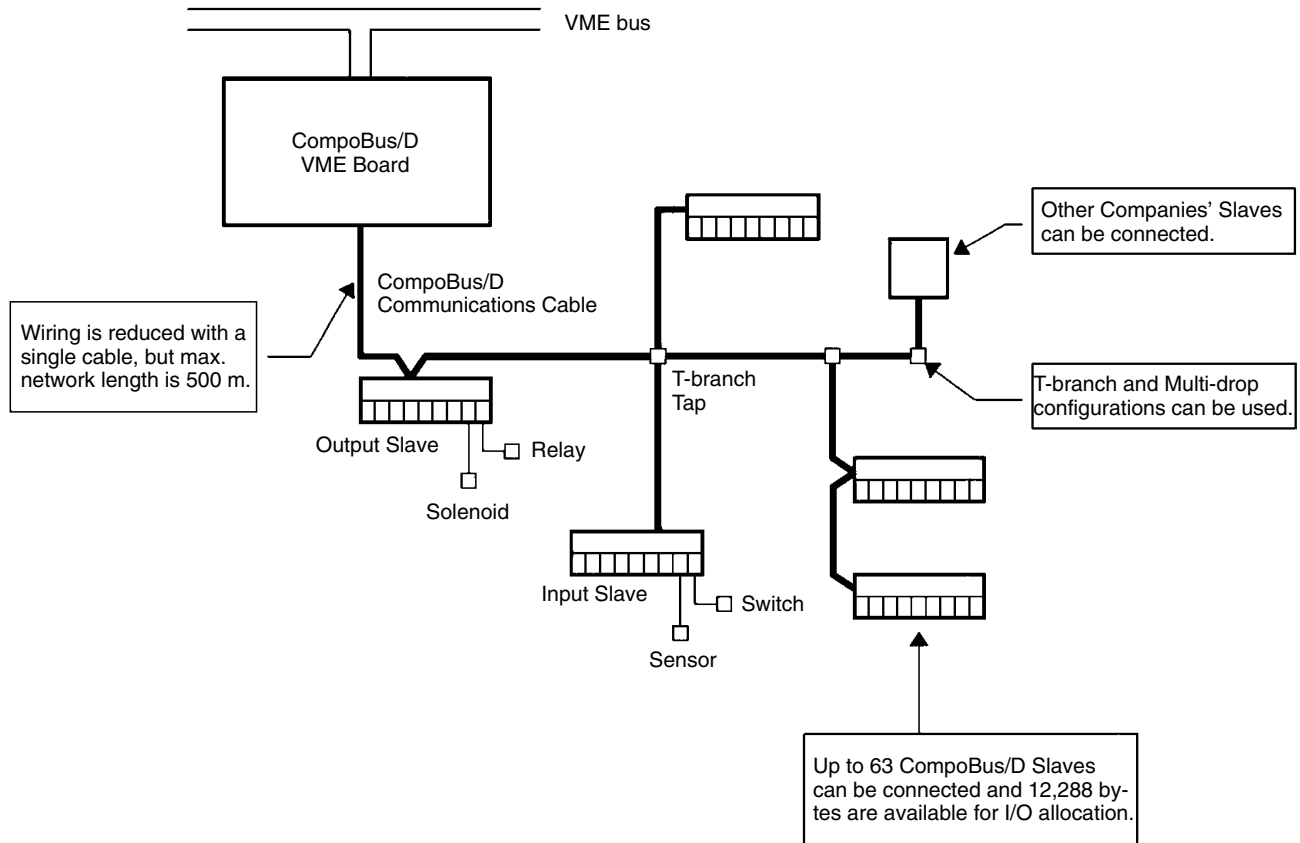 VME bus
CompoBus/D
VME Board
Other Companies' Slaves
can be connected.
CompoBus/D
Communications Cable
Wiring is reduced with a
single cable, but max.
network length is 500 m.
T-branch
Tap
T-branch and Multi-drop
configurations can be used.
Output Slave
Relay
Solenoid
Input Slave
Switch
Sensor
Up to 63 CompoBus/D Slaves
can be connected and 12,288 by-
tes are available for I/O allocation.